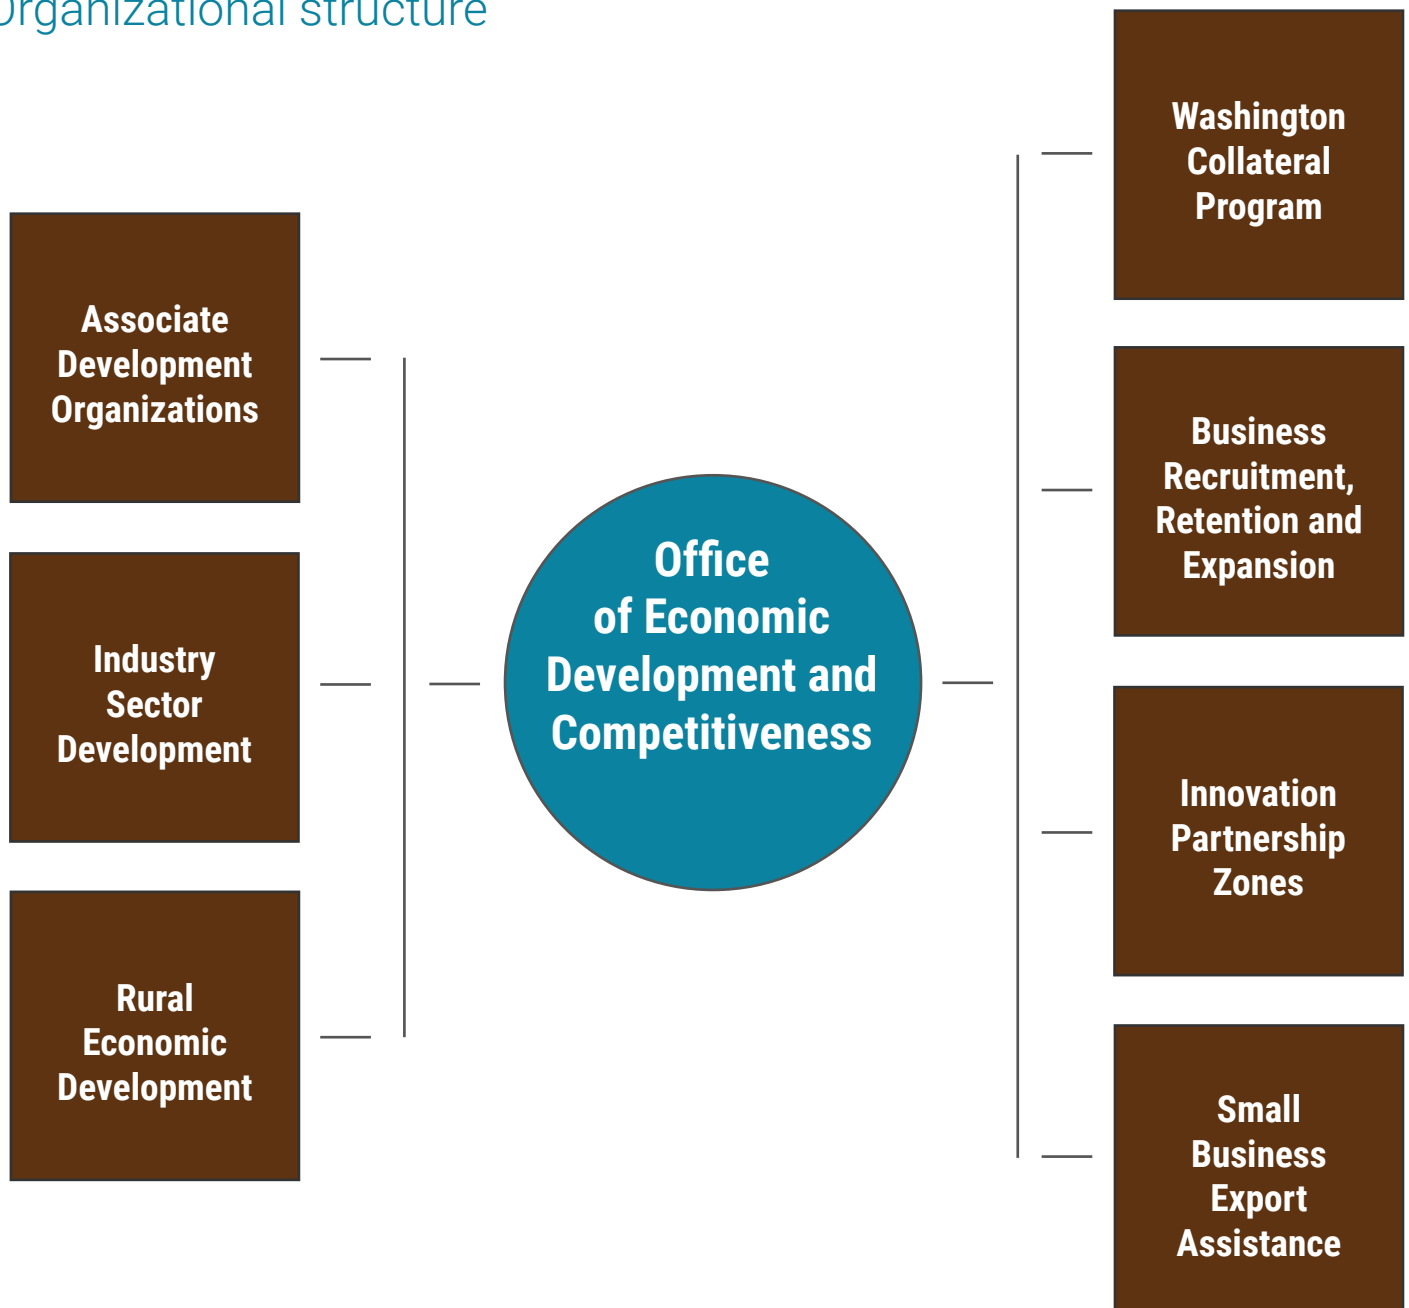 Organizational structure
Associate
Development
Organizations
Industry
Sector
Development
Rural
Economic
Development
Office
of Economic
Development and
Competitiveness
Washington
Collateral
Program
Business
Recruitment,
Retention and
Expansion
Innovation
Partnership
Zones
Small
Business
Export
Assistance